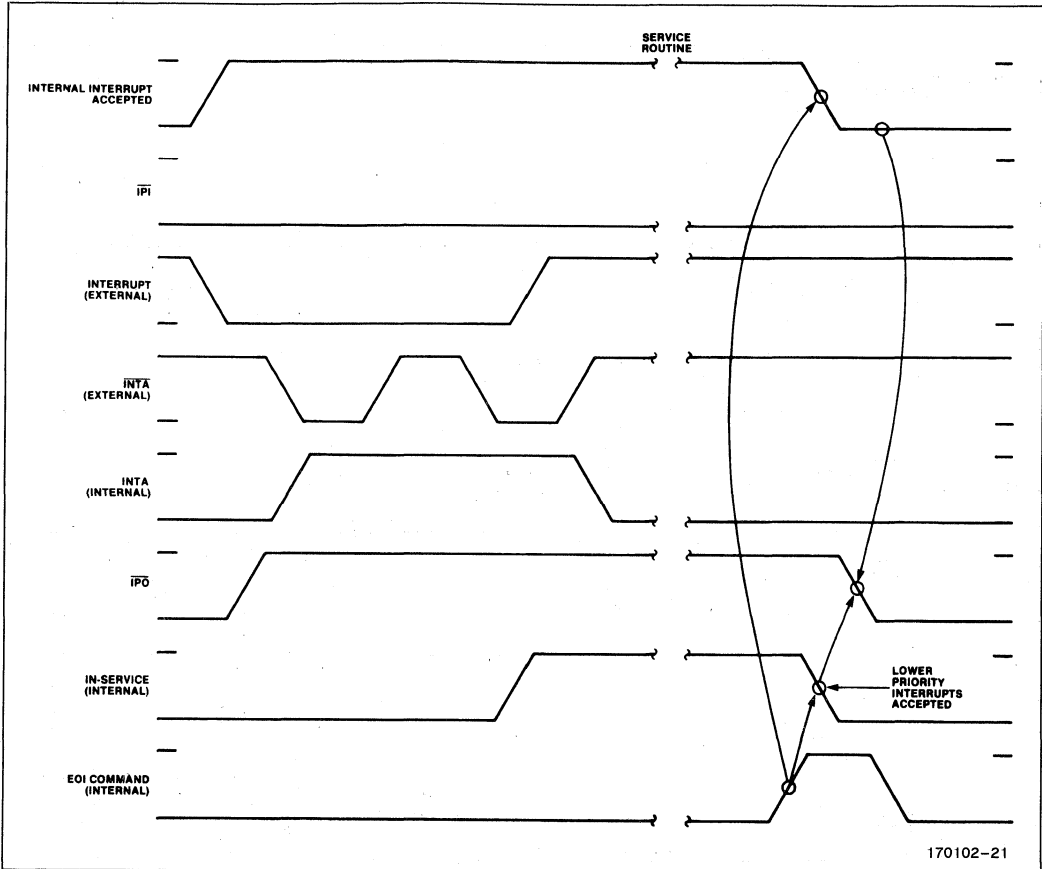 SERVICE
ROUTINE
INTERNAL INTERRUPT
ACCEPTED
IPI
INTERRUPT
(EXTERNAL)
INTA
(EXTERNAL)
INTA
(INTERNAL)
IPO
IN-SERVICE
(INTERNAL)
LOWER
PRIORITY
INTERRUPTS
ACCEPTED
EOI COMMAND
(INTERNAL)
170102-21